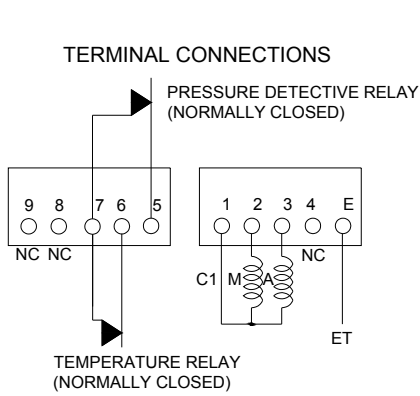 TERMINAL CONNECTIONS
PRESSURE DETECTIVE RELAY
(NORMALLY CLOSED)
9 8 7 6 5
NC NC
1 2 3 4 E
NC
C1 M A
ET
TEMPERATURE RELAY
(NORMALLY CLOSED)